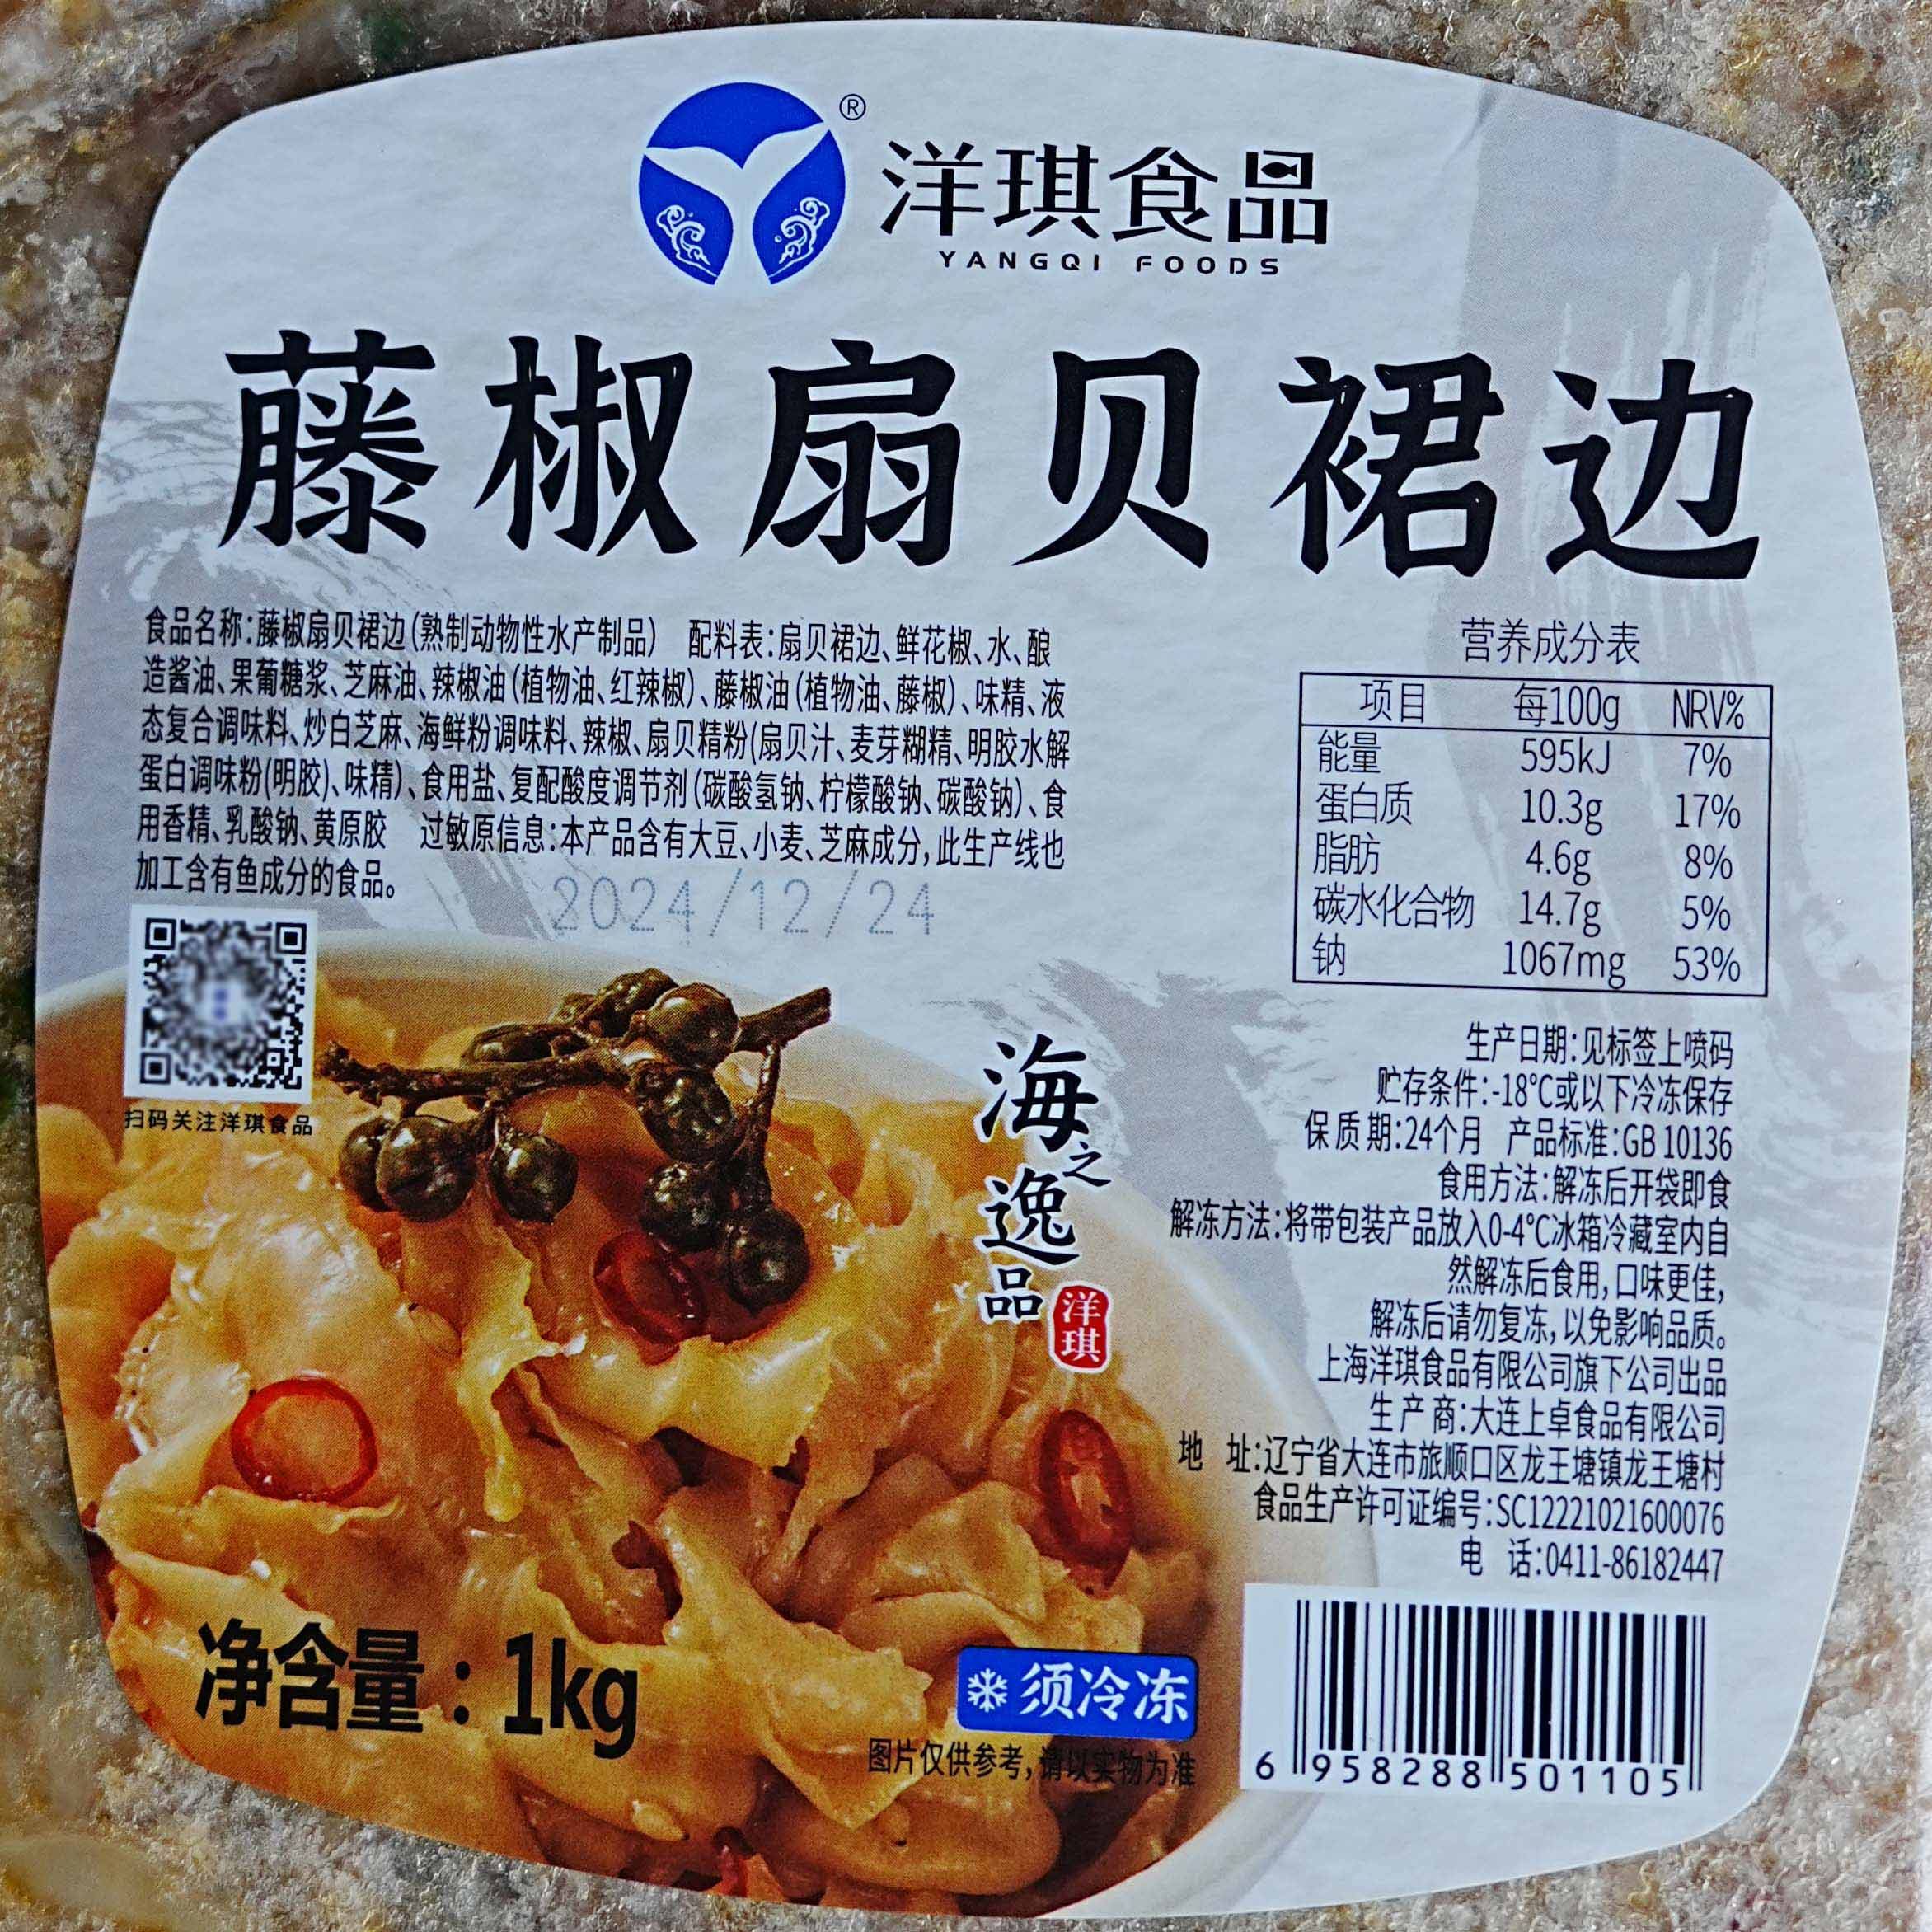 ®
洋琪食品
YANGQI FOODS
藤椒扇贝裙边
食品名称:藤椒扇贝裙边(熟制动物性水产制品) 配料表:扇贝裙边、鲜花椒、水、酿
造酱油、果葡糖浆、芝麻油、辣椒油(植物油、红辣椒)、藤椒油(植物油、藤椒)、味精、液
态复合调味料、炒白芝麻、海鲜粉调味料、辣椒、扇贝精粉(扇贝汁、麦芽糊精、明胶水解
蛋白调味粉(明胶)、味精)、食用盐、复配酸度调节剂(碳酸氢钠、柠檬酸钠、碳酸钠)、食
用香精、乳酸钠、黄原胶 过敏原信息:本产品含有大豆、小麦、芝麻成分,此生产线也
加工含有鱼成分的食品。
2024/12/24
扫码关注洋琪食品
营养成分表
项目 每100g NRV%
能量 595kJ 7%
蛋白质 10.3g 17%
脂肪 4.6g 8%
碳水化合物 14.7g 5%
钠 1067mg 53%
海之逸品
洋琪
生产日期:见标签上喷码
贮存条件:-18℃或以下冷冻保存
保质期:24个月 产品标准:GB 10136
食用方法:解冻后开袋即食
解冻方法:将带包装产品放入0-4℃冰箱冷藏室内自
然解冻后食用,口味更佳,
解冻后请勿复冻,以免影响品质。
上海洋琪食品有限公司旗下公司出品
生产商:大连上卓食品有限公司
地 址:辽宁省大连市旅顺口区龙王塘镇龙王塘村
食品生产许可证编号:SC12221021600076
电 话:0411-86182447
净含量:1kg
须冷冻
图片仅供参考,请以实物为准
6 958288 501105